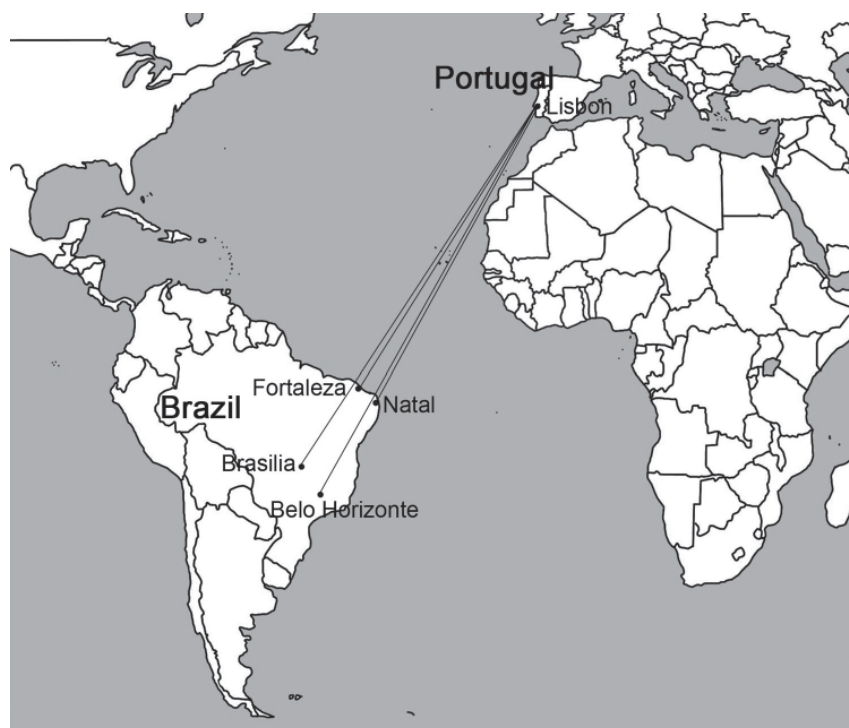 Portugal
Lisbon
Fortaleza
Natal
Brazil
Brasilia
Belo Horizonte